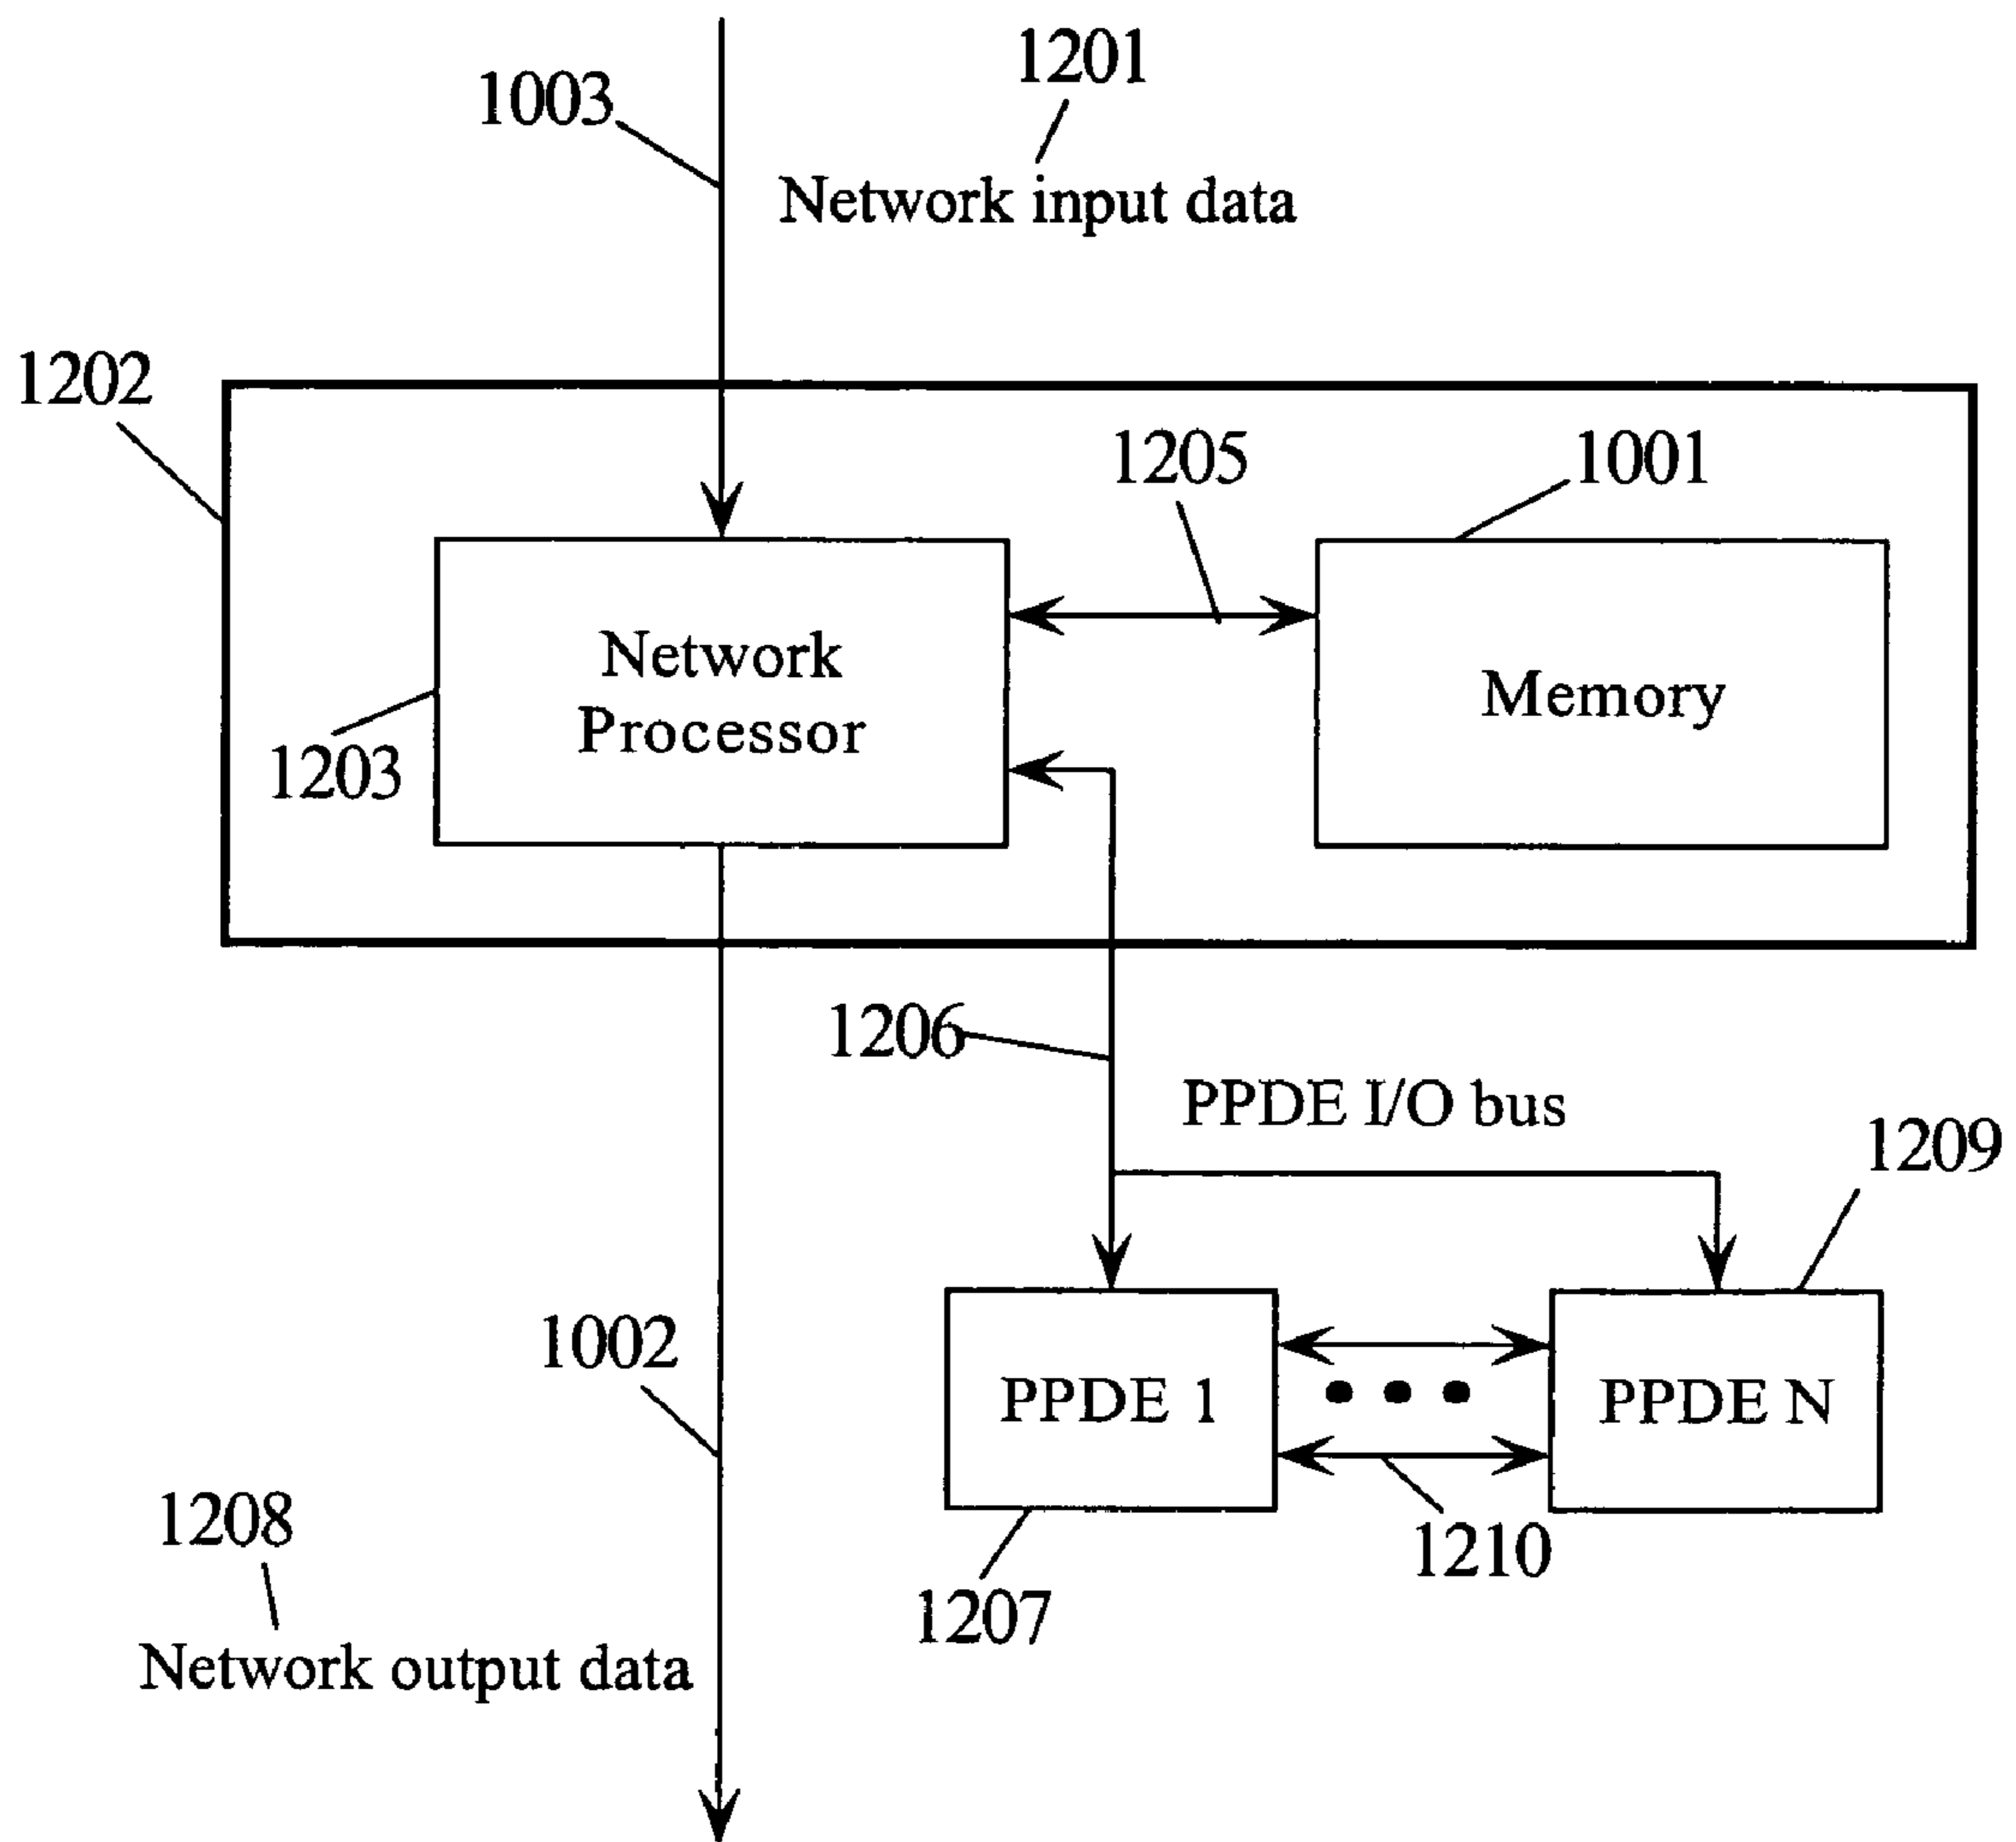 1201
1003
Network input data
1202
1205
1001
Network
Processor
Memory
1203
1206
PPDE I/O bus
1209
1002
PPDE 1
PPDE N
1208
1210
1207
Network output data